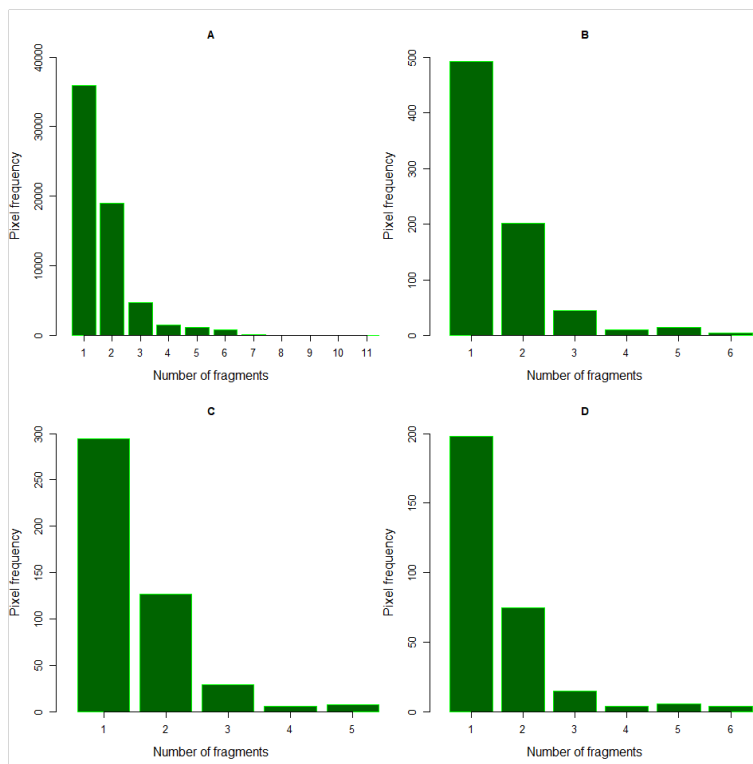 A
Pixel frequency
40000
30000
20000
10000
0
1 2 3 4 5 6 7 8 9 10 11
Number of fragments
B
Pixel frequency
500
400
300
200
100
0
1 2 3 4 5 6
Number of fragments
C
Pixel frequency
300
250
200
150
100
50
0
1 2 3 4 5
Number of fragments
D
Pixel frequency
200
150
100
50
0
1 2 3 4 5 6
Number of fragments